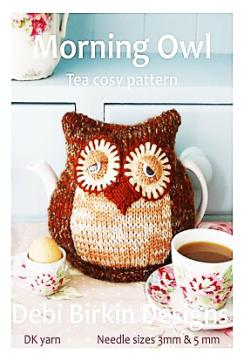 Morning Owl
Tea cosy pattern
Debi Birkin Designs
DK yarn Needle sizes 3mm & 5 mm